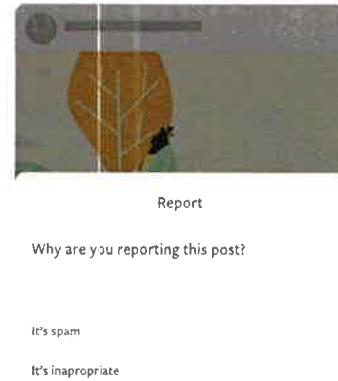 Report
Why are you reporting this post?
It's spam
It's inapropriate